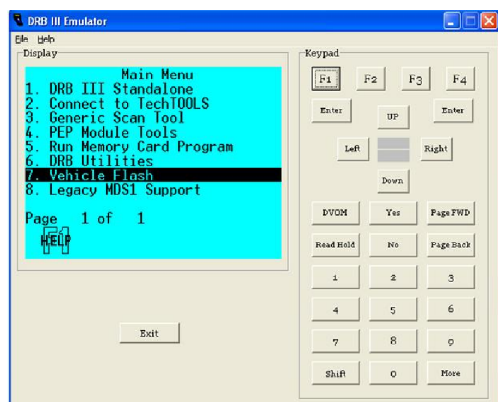 DRB III Emulator
File Help
Display
Main Menu
1. DRB III Standalone
2. Connect to TechTOOLS
3. Generic Scan Tool
4. PEP Module Tools
5. Run Memory Card Program
6. DRB Utilities
7. Vehicle Flash
8. Legacy MDS1 Support
Page 1 of 1
F1
HELP
Exit
Keypad
F1 F2 F3 F4
Enter UP Enter
Left Right
Down
DVOM Yes Page FWD
Read Hold No Page Back
1 2 3
4 5 6
7 8 9
Shift 0 More